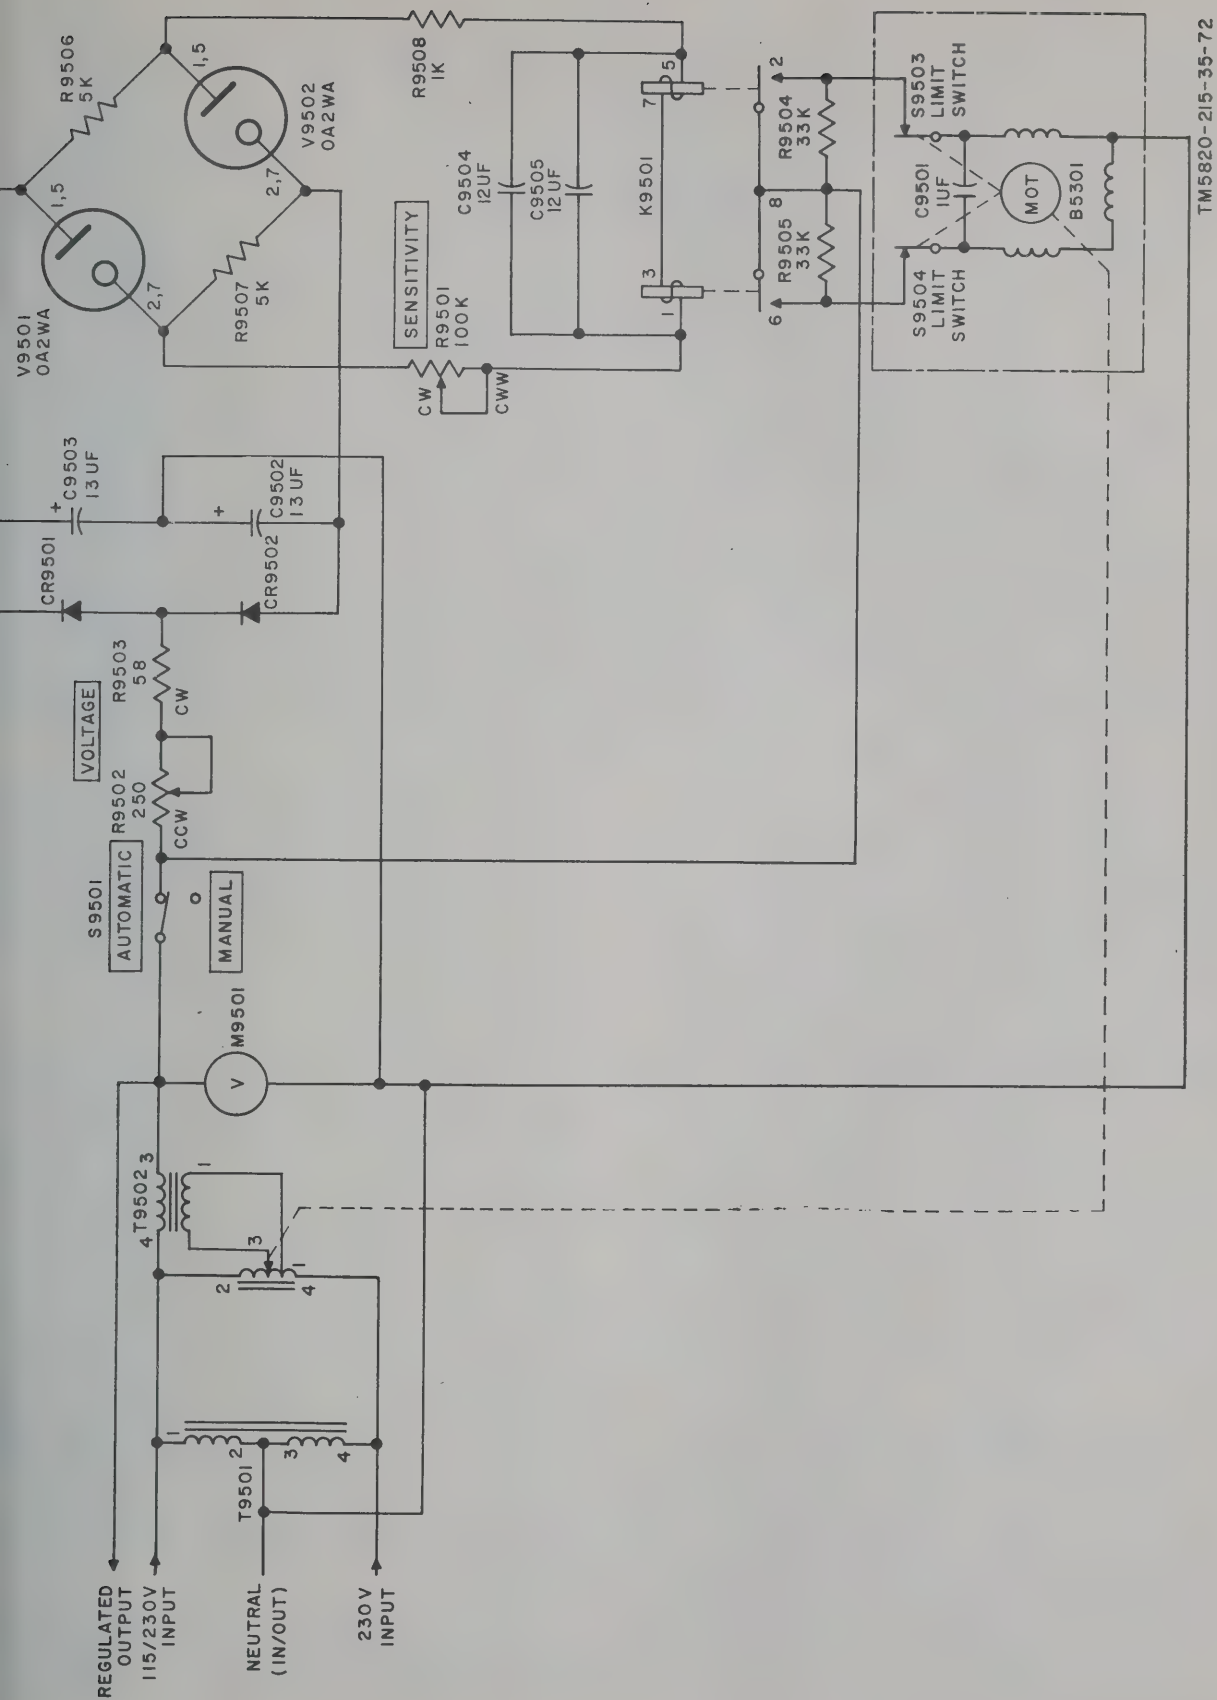 REGULATED
OUTPUT
115/230V
INPUT
NEUTRAL
(IN/OUT)
230V
INPUT
T9501
1
2
3
4
T9502
4
3
1
2
3
1
4
M9501
V
S9501
AUTOMATIC
MANUAL
VOLTAGE
R9502
250
CCW
R9503
58
CW
CR9501
CR9502
+
C9503
13UF
+
C9502
13UF
V9501
0A2WA
1,5
2,7
R9506
5K
R9507
5K
1,5
2,7
V9502
0A2WA
SENSITIVITY
R9501
100K
CW
CWW
R9508
1K
C9504
12UF
C9505
12UF
K9501
1
3
7
5
6
8
2
R9505
33K
R9504
33K
S9504
LIMIT
SWITCH
S9503
LIMIT
SWITCH
C9501
1UF
MOT
B5301
TM5820-215-35-72